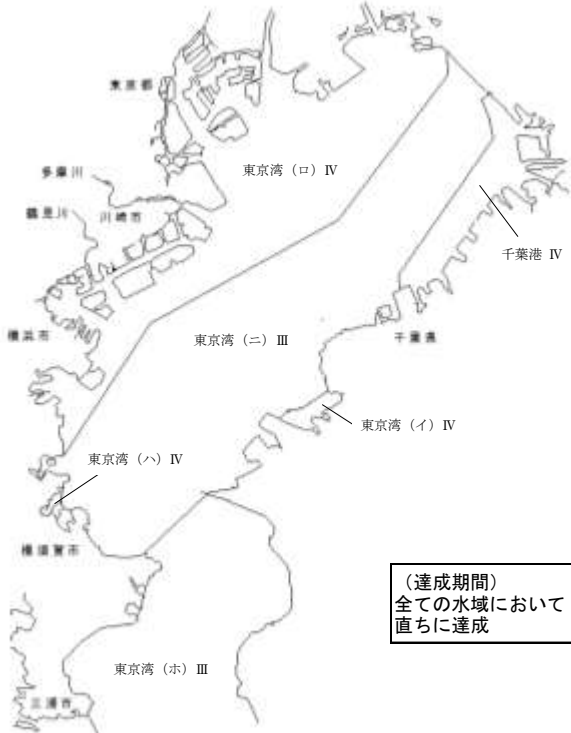 東京都
多摩川
東京湾（ロ）Ⅳ
鶴見川
川崎市
千葉港 Ⅳ
横浜市
東京湾（ニ）Ⅲ
千葉県
東京湾（イ）Ⅳ
東京湾（ハ）Ⅳ
横須賀市
（達成期間）
全ての水域において
直ちに達成
東京湾（ホ）Ⅲ
三浦市